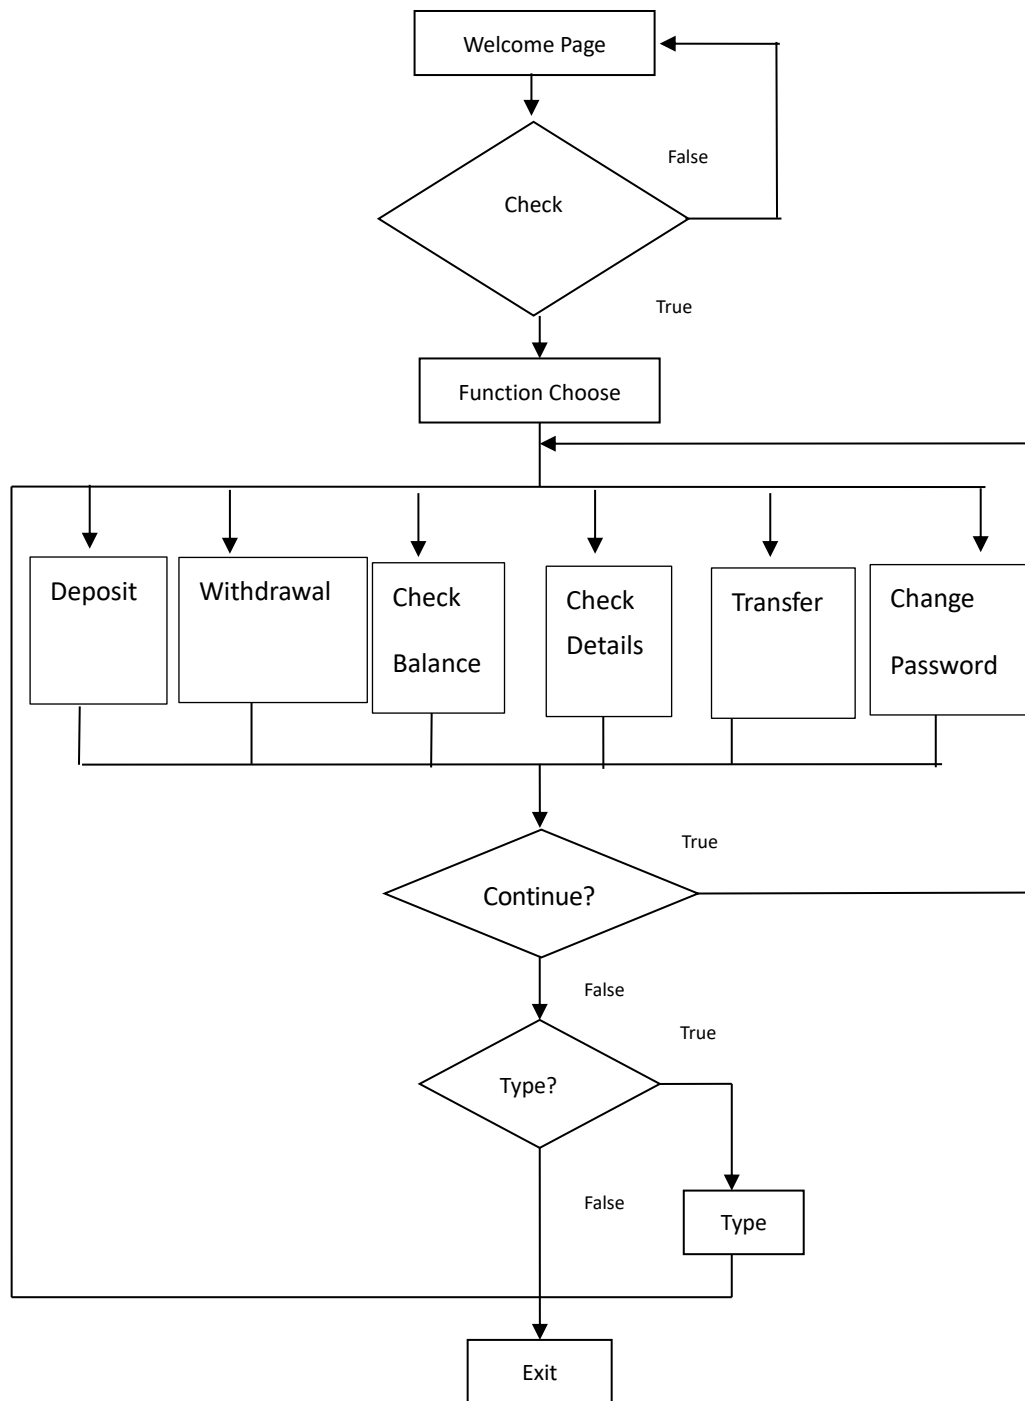 Welcome Page
False
Check
True
Function Choose
Deposit
Withdrawal
Check
Balance
Check
Details
Transfer
Change
Password
True
Continue?
False
True
Type?
False
Type
Exit